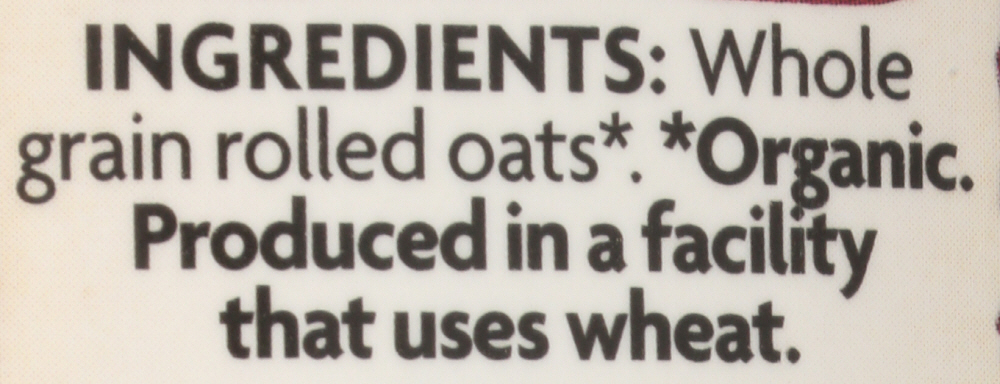 INGREDIENTS: Whole
grain rolled oats*. *Organic.
Produced in a facility
that uses wheat.